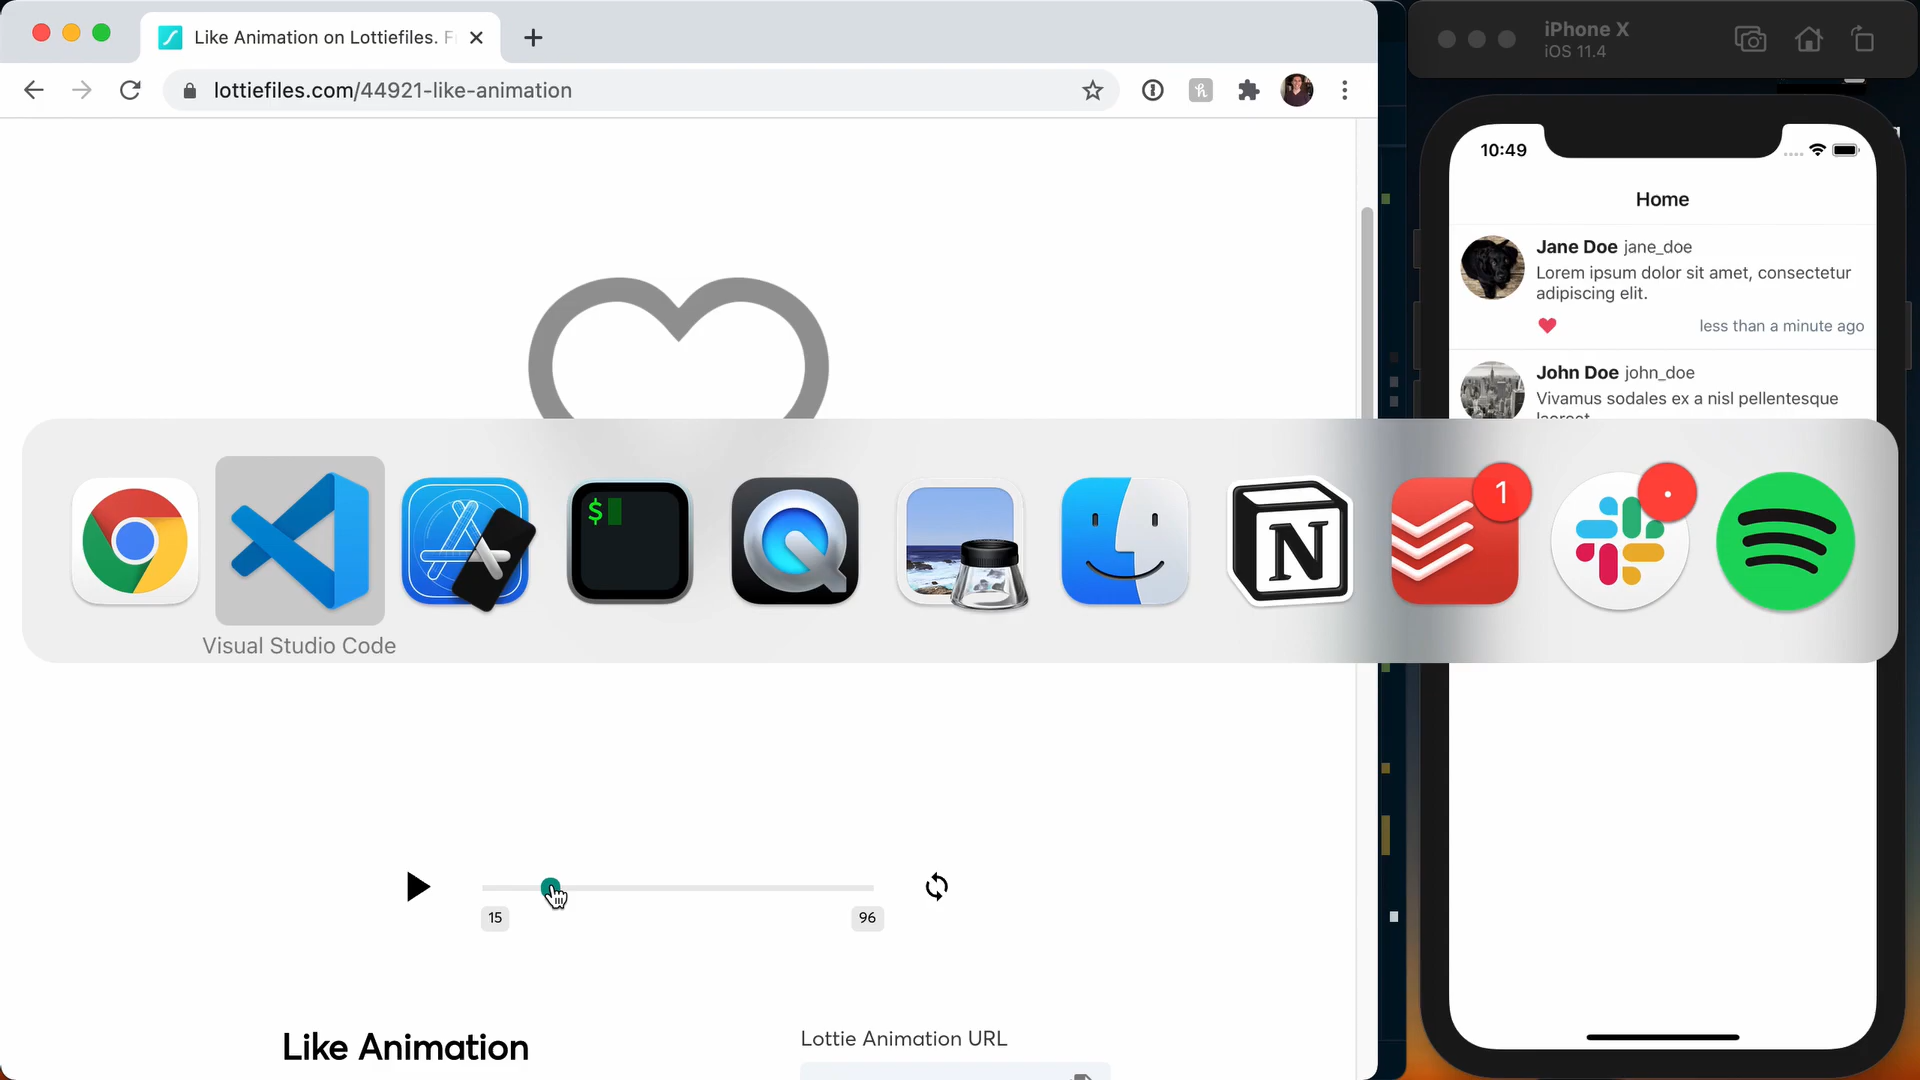 Like Animation on Lottiefiles. F
lottiefiles.com/44921-like-animation
iPhone X
iOS 11.4
10:49
Home
Jane Doe jane_doe
Lorem ipsum dolor sit amet, consectetur
adipiscing elit.
less than a minute ago
John Doe john_doe
Vivamus sodales ex a nisl pellentesque
$
N
1
Visual Studio Code
15
96
Like Animation
Lottie Animation URL